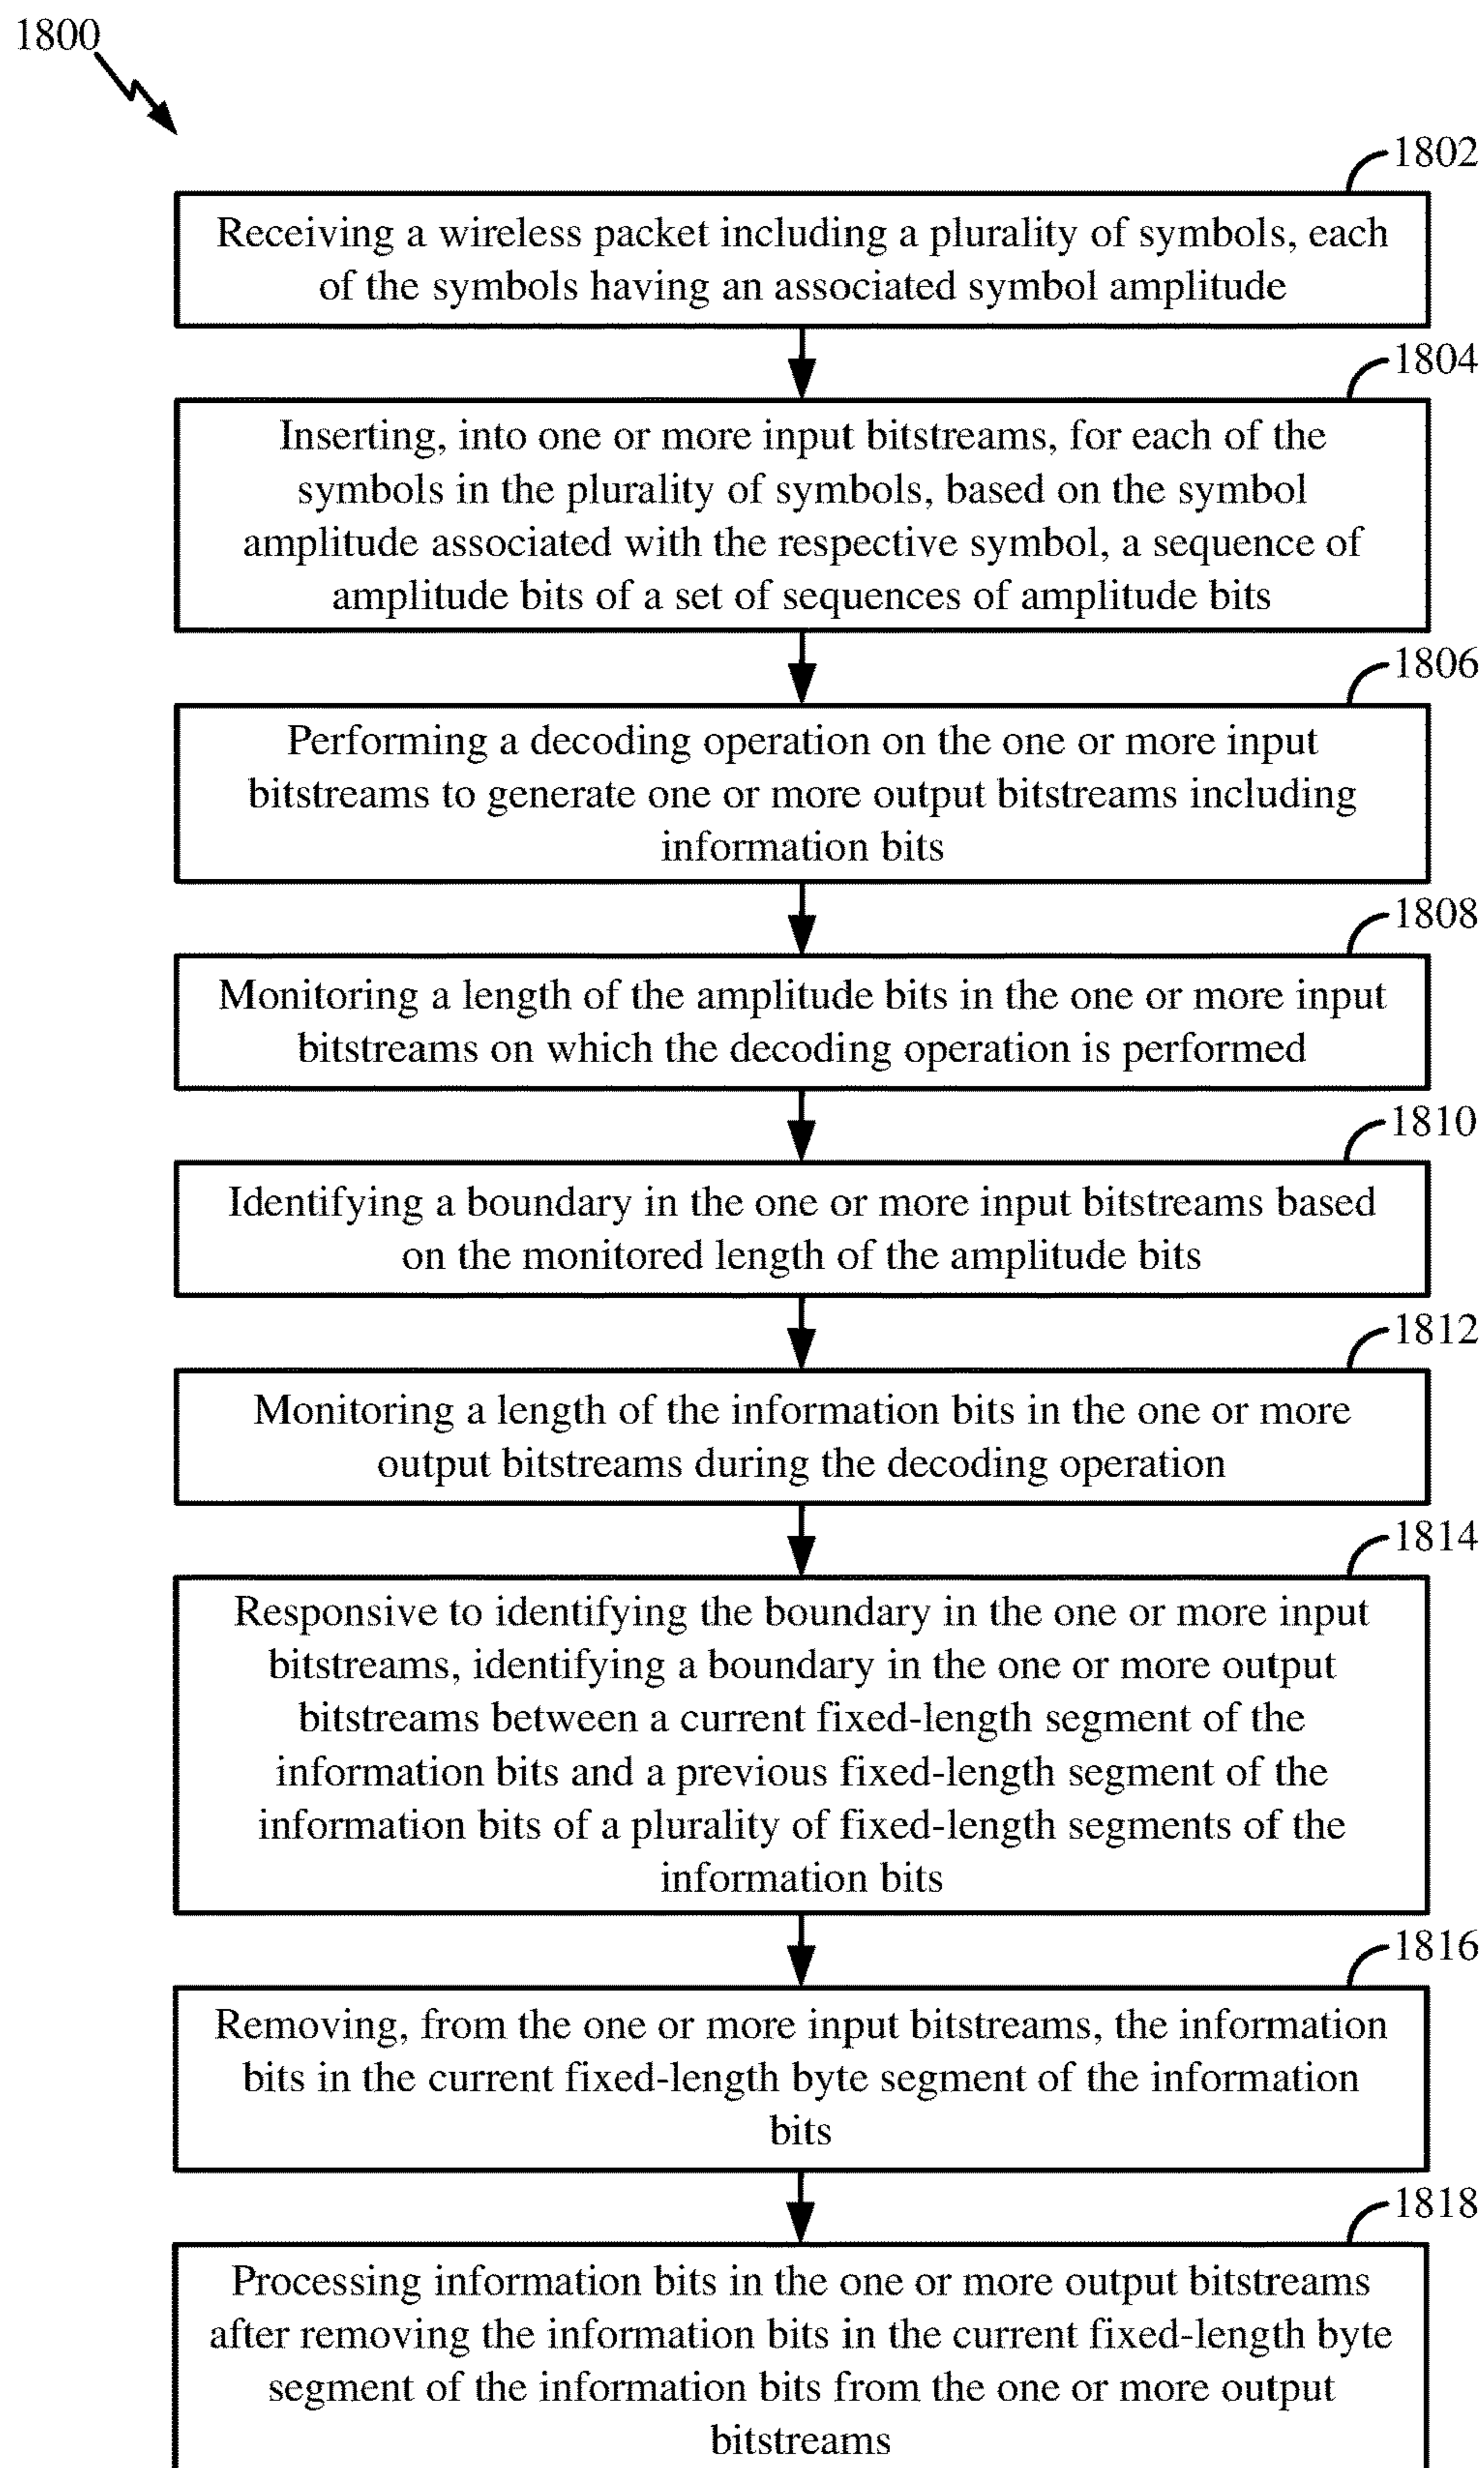 1800
1802
Receiving a wireless packet including a plurality of symbols, each
of the symbols having an associated symbol amplitude
1804
Inserting, into one or more input bitstreams, for each of the
symbols in the plurality of symbols, based on the symbol
amplitude associated with the respective symbol, a sequence of
amplitude bits of a set of sequences of amplitude bits
1806
Performing a decoding operation on the one or more input
bitstreams to generate one or more output bitstreams including
information bits
1808
Monitoring a length of the amplitude bits in the one or more input
bitstreams on which the decoding operation is performed
1810
Identifying a boundary in the one or more input bitstreams based
on the monitored length of the amplitude bits
1812
Monitoring a length of the information bits in the one or more
output bitstreams during the decoding operation
1814
Responsive to identifying the boundary in the one or more input
bitstreams, identifying a boundary in the one or more output
bitstreams between a current fixed-length segment of the
information bits and a previous fixed-length segment of the
information bits of a plurality of fixed-length segments of the
information bits
1816
Removing, from the one or more input bitstreams, the information
bits in the current fixed-length byte segment of the information
bits
1818
Processing information bits in the one or more output bitstreams
after removing the information bits in the current fixed-length byte
segment of the information bits from the one or more output
bitstreams